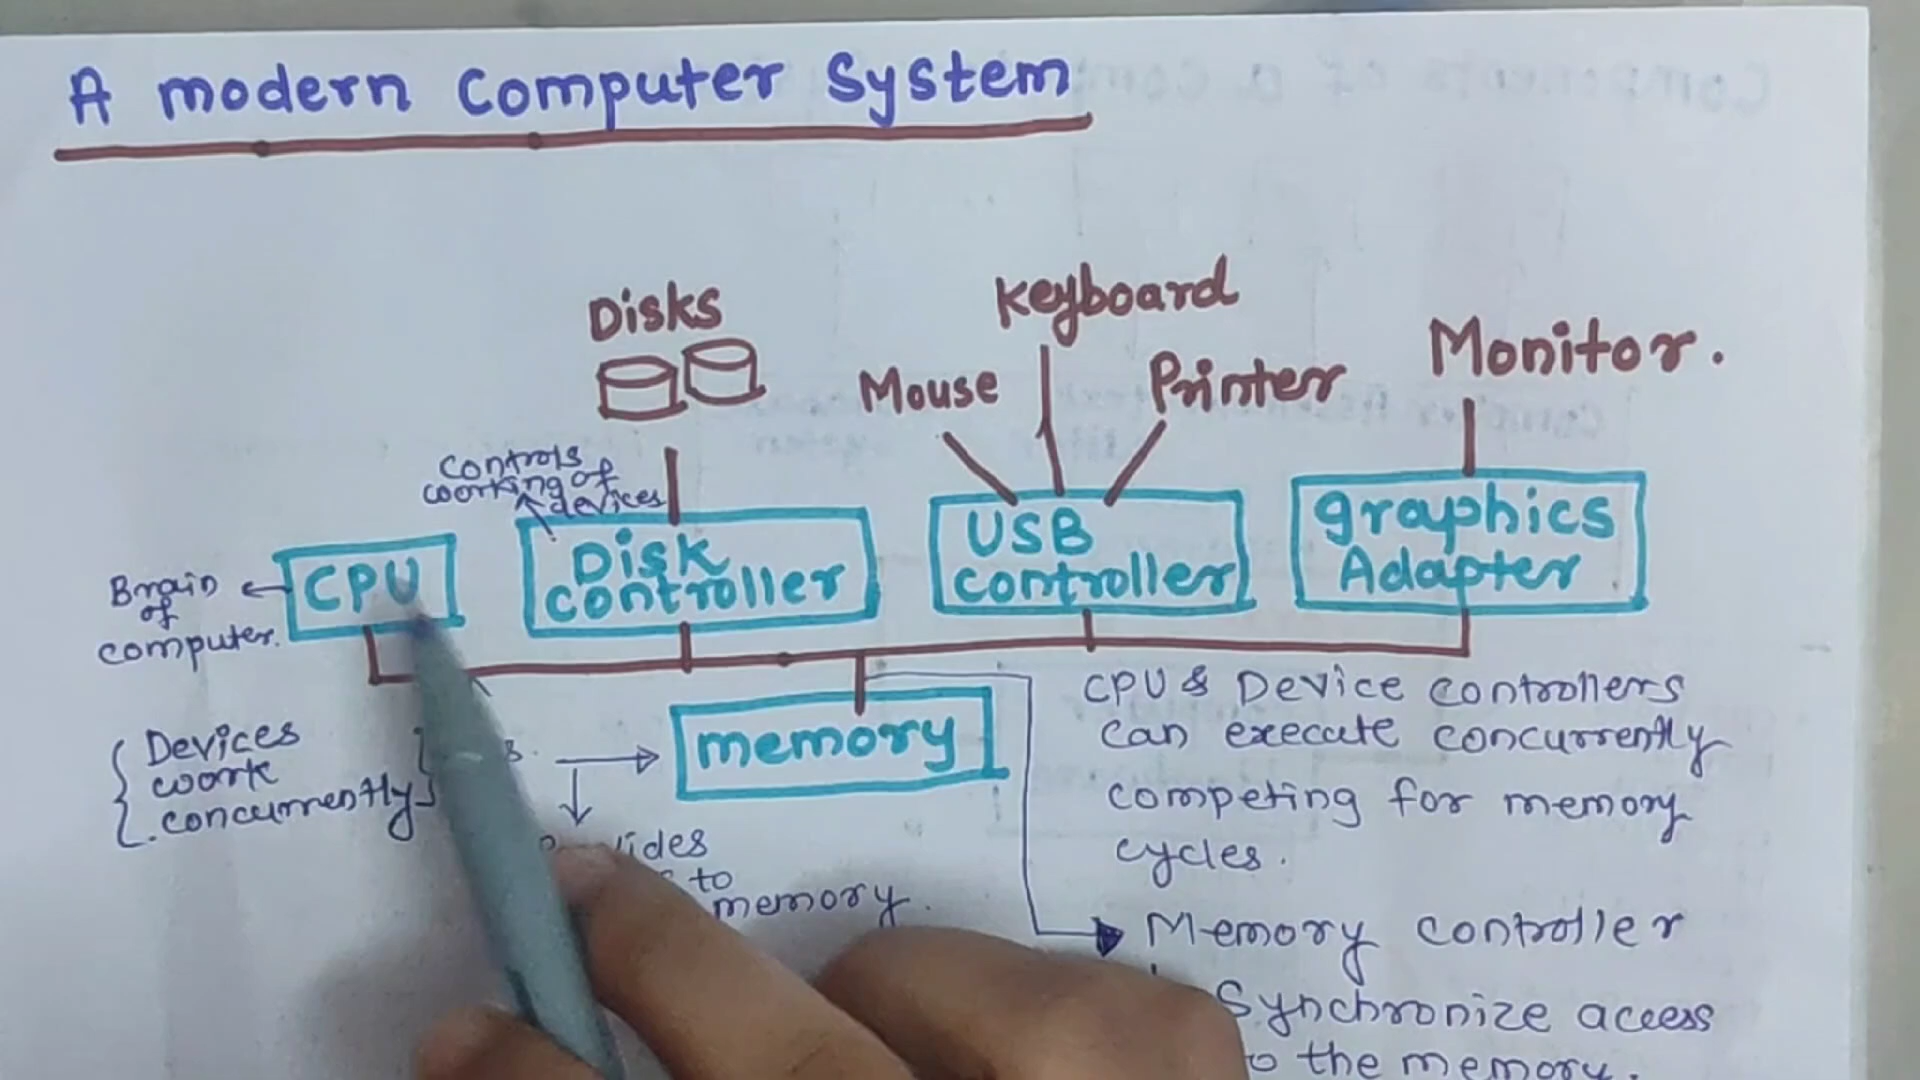 A modern Computer System
Disks
Keyboard
Mouse
Printer
Monitor.
Controls
working of
devices
CPU
Disk
Controller
USB
Controller
graphics
Adapter
Brain
of
computer.
memory
{ Devices
work
concurrently }
to
memory.
CPU & Device controllers
can execute concurrently
competing for memory
cycles.
Memory controller
Synchronize access
the memory.